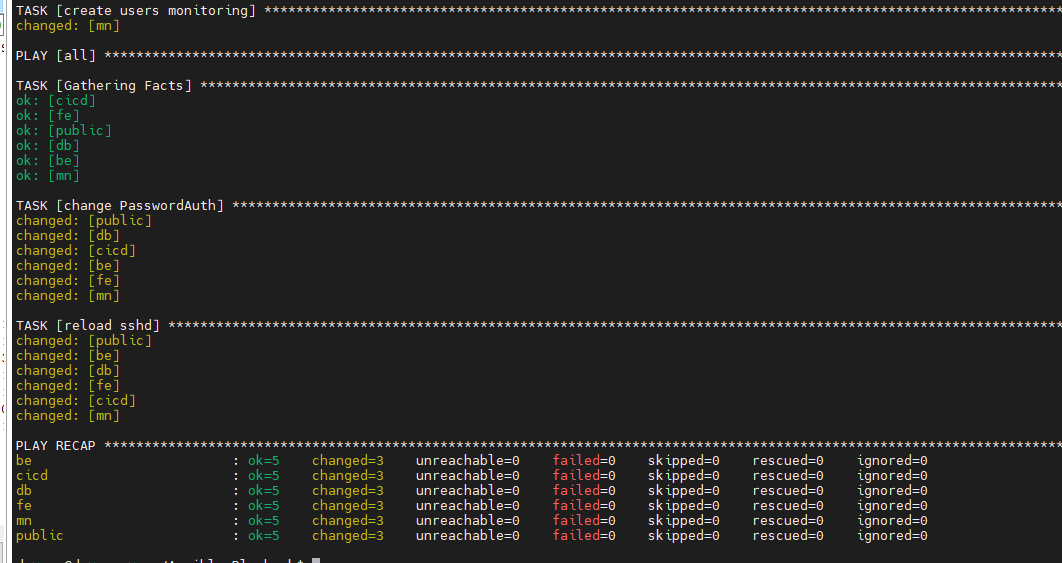 TASK [create users monitoring] ****************************************************************************************************
changed: [mn]
PLAY [all] ************************************************************************************************************************
TASK [Gathering Facts] ************************************************************************************************************
ok: [cicd]
ok: [fe]
ok: [public]
ok: [db]
ok: [be]
ok: [mn]
TASK [change PasswordAuth] ********************************************************************************************************
changed: [public]
changed: [db]
changed: [cicd]
changed: [be]
changed: [fe]
changed: [mn]
TASK [reload sshd] ****************************************************************************************************************
changed: [public]
changed: [be]
changed: [db]
changed: [fe]
changed: [cicd]
changed: [mn]
PLAY RECAP ************************************************************************************************************************
be : ok=5 changed=3 unreachable=0 failed=0 skipped=0 rescued=0 ignored=0
cicd : ok=5 changed=3 unreachable=0 failed=0 skipped=0 rescued=0 ignored=0
db : ok=5 changed=3 unreachable=0 failed=0 skipped=0 rescued=0 ignored=0
fe : ok=5 changed=3 unreachable=0 failed=0 skipped=0 rescued=0 ignored=0
mn : ok=5 changed=3 unreachable=0 failed=0 skipped=0 rescued=0 ignored=0
public : ok=5 changed=3 unreachable=0 failed=0 skipped=0 rescued=0 ignored=0